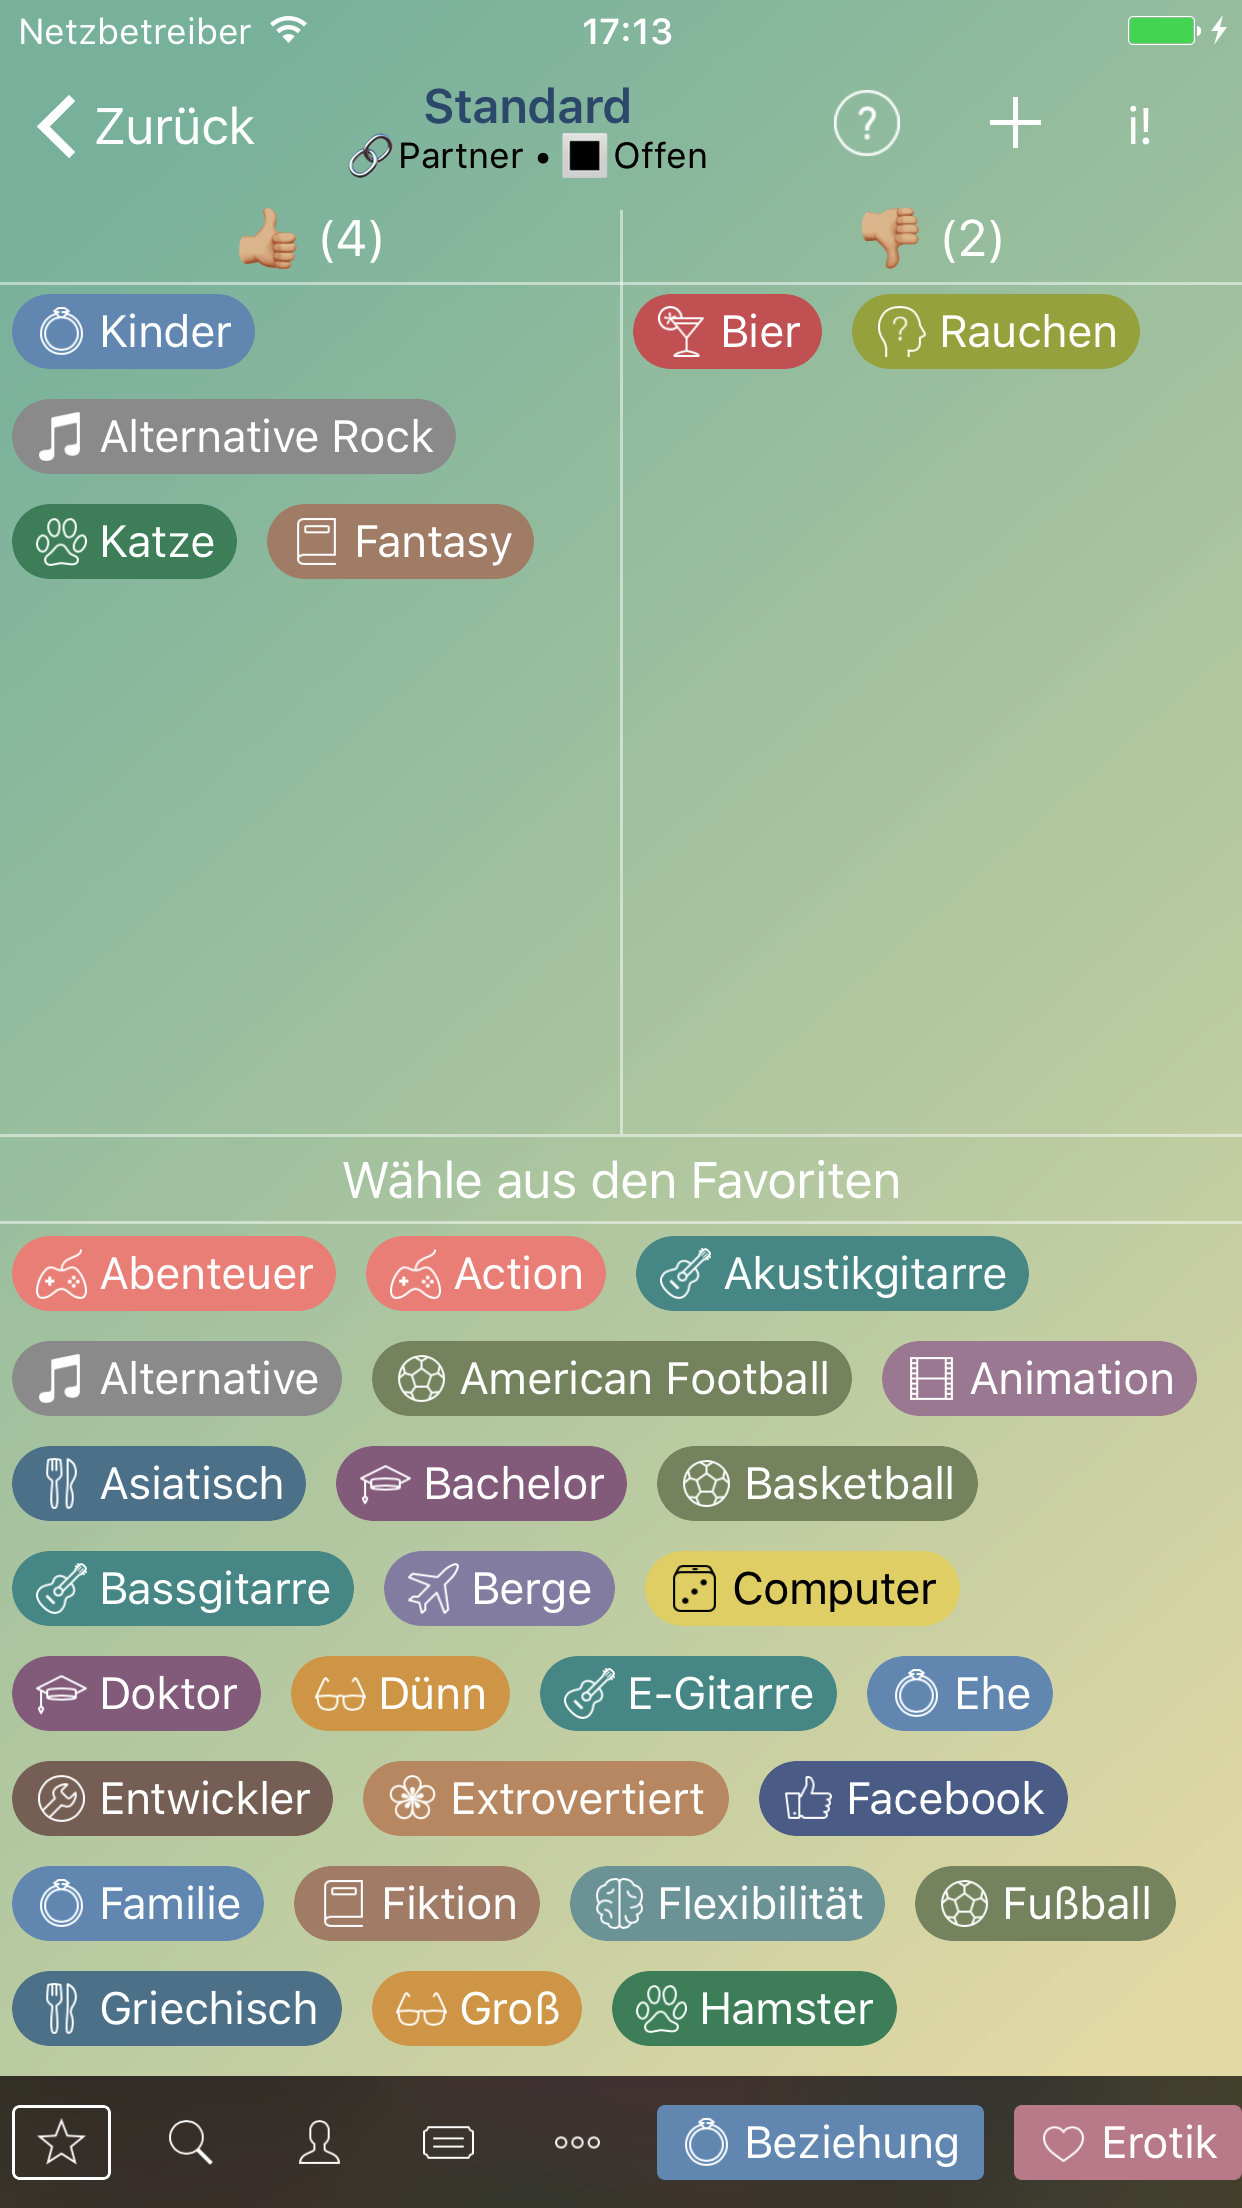 Netzbetreiber 17:13
Zurück
Standard
Partner • Offen
? + i!
(4) (2)
Kinder Bier Rauchen
Alternative Rock
Katze Fantasy
Wähle aus den Favoriten
Abenteuer Action Akustikgitarre
Alternative American Football Animation
Asiatisch Bachelor Basketball
Bassgitarre Berge Computer
Doktor Dünn E-Gitarre Ehe
Entwickler Extrovertiert Facebook
Familie Fiktion Flexibilität Fußball
Griechisch Groß Hamster
Beziehung Erotik